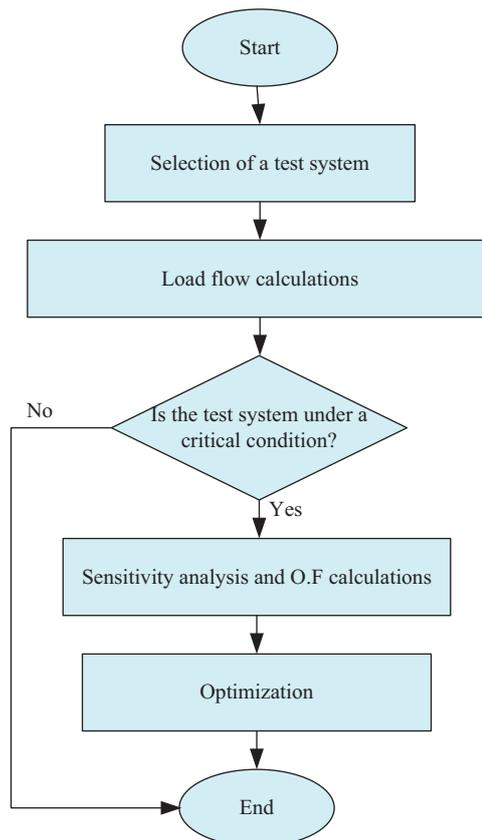 Start
Selection of a test system
Load flow calculations
No
Is the test system under a
critical condition?
Yes
Sensitivity analysis and O.F calculations
Optimization
End